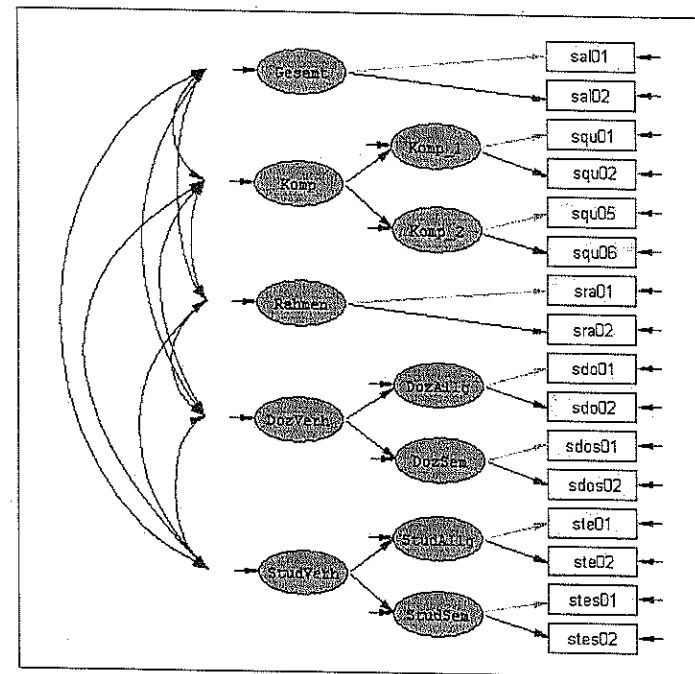 Gesamt
sal01
sal02
Komp
Komp_1
squ01
squ02
Komp_2
squ05
squ06
Rahmen
sra01
sra02
DozVerh
DozAllg
sdo01
sdo02
DozSem
sdos01
sdos02
StudVerh
StudAllg
ste01
ste02
StudSem
stes01
stes02